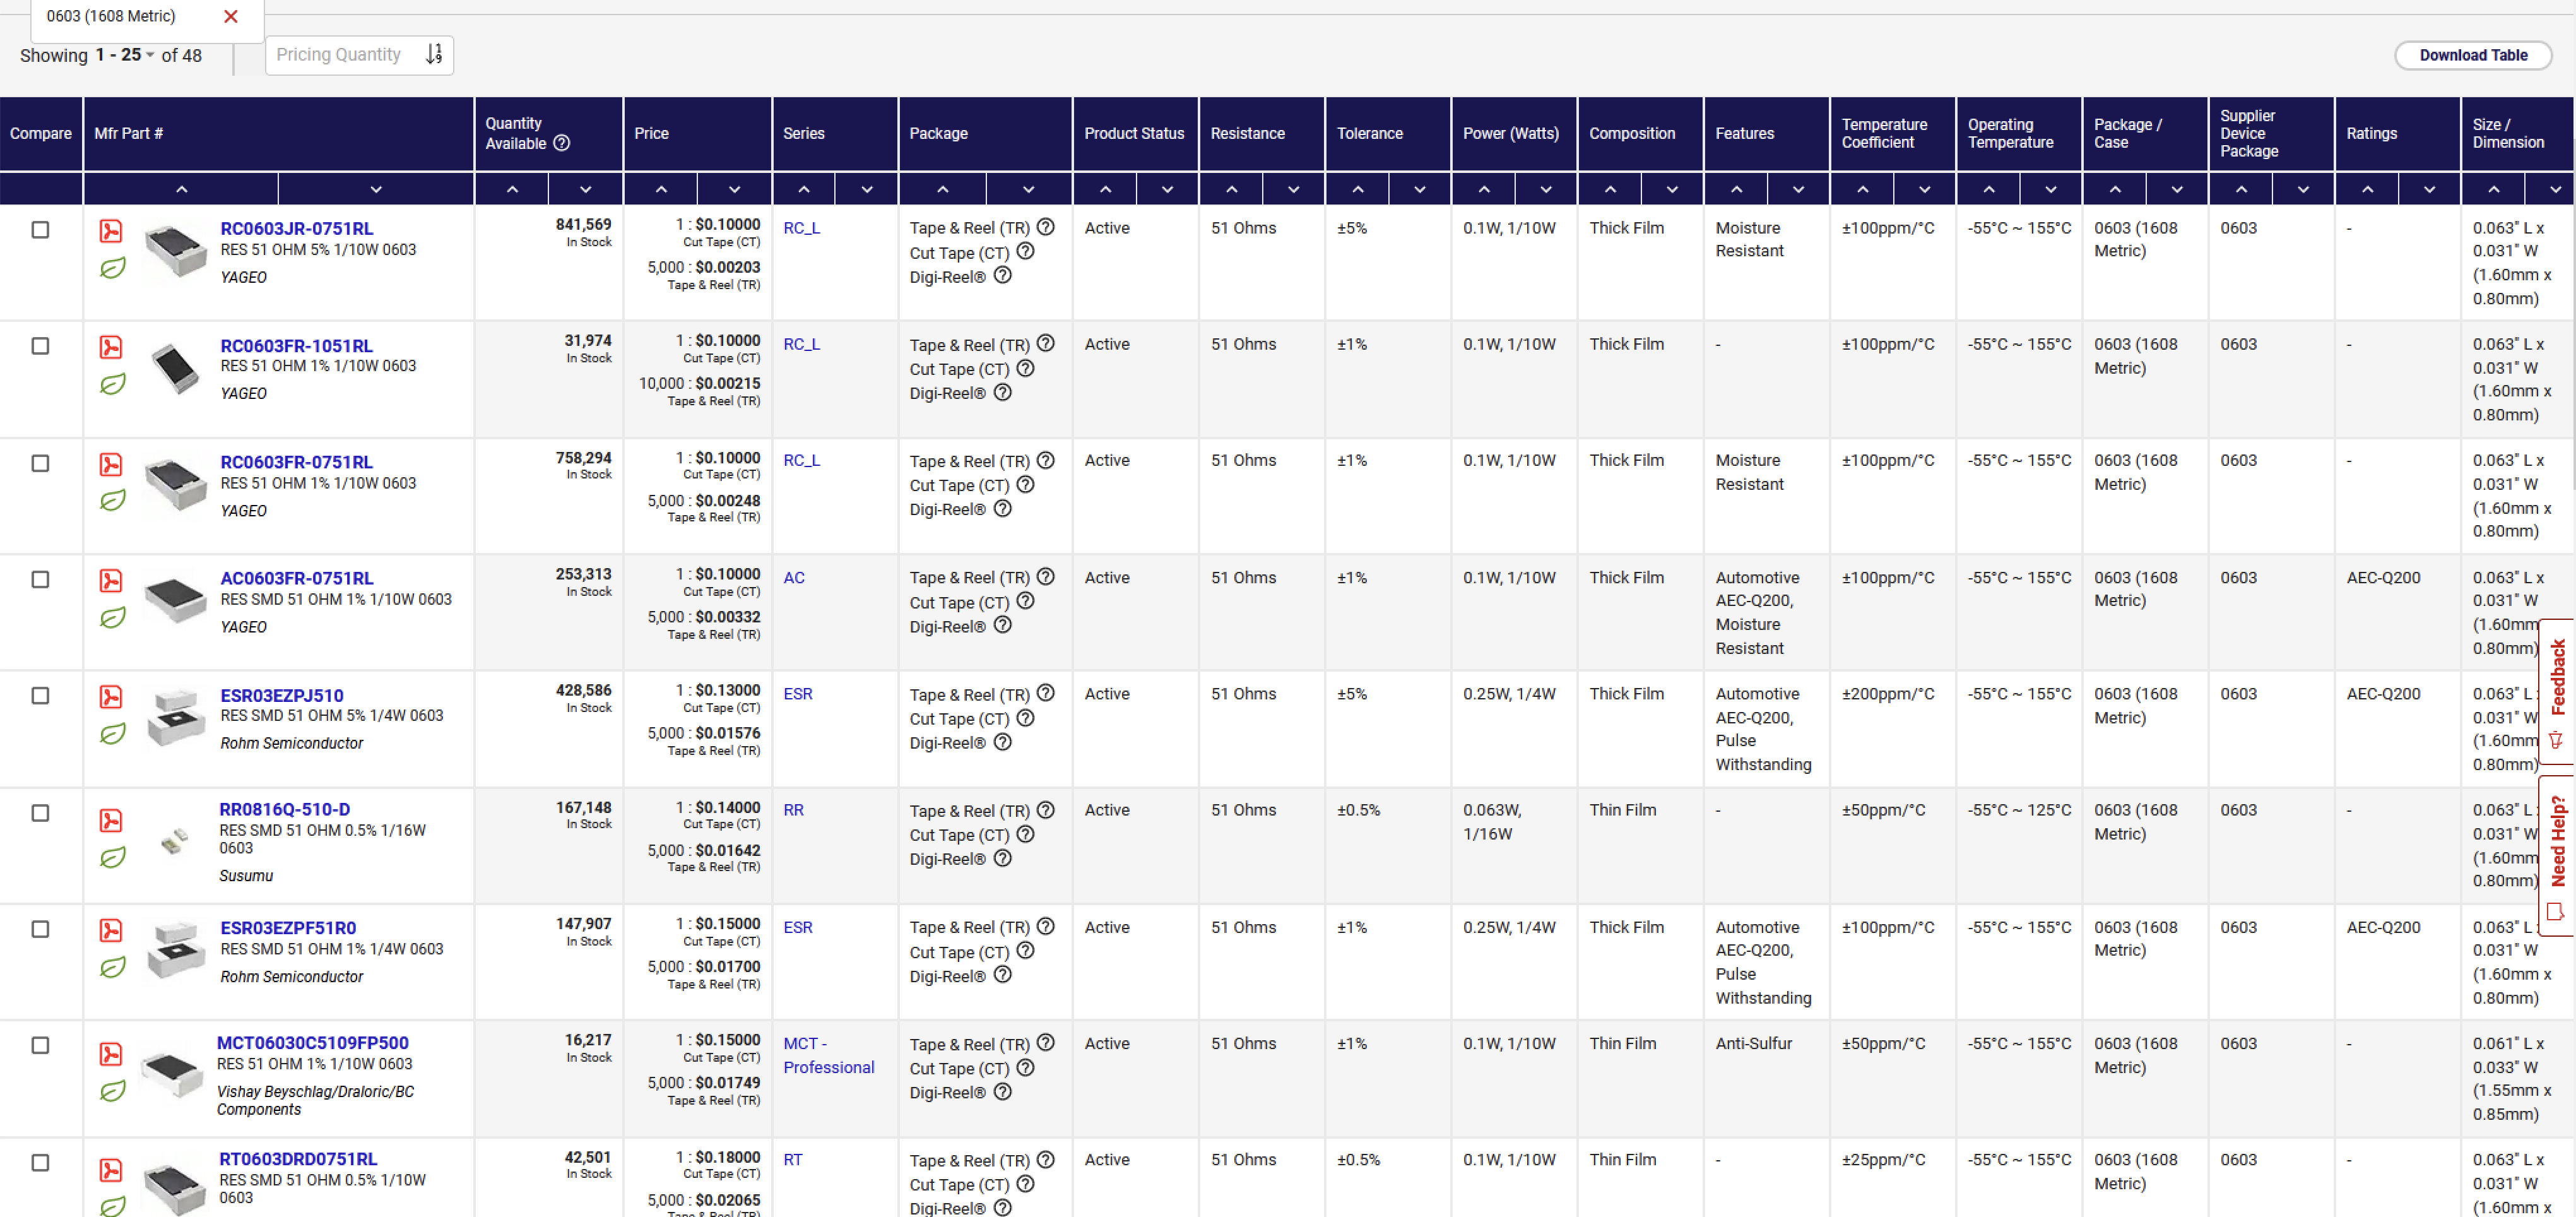 0603 (1608 Metric)
Showing 1 - 25 of 48
Pricing Quantity
Download Table
Compare
Mfr Part #
Quantity
Available
Price
Series
Package
Product Status
Resistance
Tolerance
Power (Watts)
Composition
Features
Temperature
Coefficient
Operating
Temperature
Package /
Case
Supplier
Device
Package
Ratings
Size /
Dimension
RC0603JR-0751RL
RES 51 OHM 5% 1/10W 0603
YAGEO
841,569
In Stock
1 : $0.10000
Cut Tape (CT)
5,000 : $0.00203
Tape & Reel (TR)
RC_L
Tape & Reel (TR)
Cut Tape (CT)
Digi-Reel®
Active
51 Ohms
±5%
0.1W, 1/10W
Thick Film
Moisture
Resistant
±100ppm/°C
-55°C ~ 155°C
0603 (1608
Metric)
0603
-
0.063" L x
0.031" W
(1.60mm x
0.80mm)
RC0603FR-1051RL
RES 51 OHM 1% 1/10W 0603
YAGEO
31,974
In Stock
1 : $0.10000
Cut Tape (CT)
10,000 : $0.00215
Tape & Reel (TR)
RC_L
Tape & Reel (TR)
Cut Tape (CT)
Digi-Reel®
Active
51 Ohms
±1%
0.1W, 1/10W
Thick Film
-
±100ppm/°C
-55°C ~ 155°C
0603 (1608
Metric)
0603
-
0.063" L x
0.031" W
(1.60mm x
0.80mm)
RC0603FR-0751RL
RES 51 OHM 1% 1/10W 0603
YAGEO
758,294
In Stock
1 : $0.10000
Cut Tape (CT)
5,000 : $0.00248
Tape & Reel (TR)
RC_L
Tape & Reel (TR)
Cut Tape (CT)
Digi-Reel®
Active
51 Ohms
±1%
0.1W, 1/10W
Thick Film
Moisture
Resistant
±100ppm/°C
-55°C ~ 155°C
0603 (1608
Metric)
0603
-
0.063" L x
0.031" W
(1.60mm x
0.80mm)
AC0603FR-0751RL
RES SMD 51 OHM 1% 1/10W 0603
YAGEO
253,313
In Stock
1 : $0.10000
Cut Tape (CT)
5,000 : $0.00332
Tape & Reel (TR)
AC
Tape & Reel (TR)
Cut Tape (CT)
Digi-Reel®
Active
51 Ohms
±1%
0.1W, 1/10W
Thick Film
Automotive
AEC-Q200,
Moisture
Resistant
±100ppm/°C
-55°C ~ 155°C
0603 (1608
Metric)
0603
AEC-Q200
0.063" L x
0.031" W
(1.60mm
0.80mm)
ESR03EZPJ510
RES SMD 51 OHM 5% 1/4W 0603
Rohm Semiconductor
428,586
In Stock
1 : $0.13000
Cut Tape (CT)
5,000 : $0.01576
Tape & Reel (TR)
ESR
Tape & Reel (TR)
Cut Tape (CT)
Digi-Reel®
Active
51 Ohms
±5%
0.25W, 1/4W
Thick Film
Automotive
AEC-Q200,
Pulse
Withstanding
±200ppm/°C
-55°C ~ 155°C
0603 (1608
Metric)
0603
AEC-Q200
0.063" L
0.031" W
(1.60mm
0.80mm)
Feedback
RR0816Q-510-D
RES SMD 51 OHM 0.5% 1/16W
0603
Susumu
167,148
In Stock
1 : $0.14000
Cut Tape (CT)
5,000 : $0.01642
Tape & Reel (TR)
RR
Tape & Reel (TR)
Cut Tape (CT)
Digi-Reel®
Active
51 Ohms
±0.5%
0.063W,
1/16W
Thin Film
-
±50ppm/°C
-55°C ~ 125°C
0603 (1608
Metric)
0603
-
0.063" L
0.031" W
(1.60mm
0.80mm)
Need Help?
ESR03EZPF51R0
RES SMD 51 OHM 1% 1/4W 0603
Rohm Semiconductor
147,907
In Stock
1 : $0.15000
Cut Tape (CT)
5,000 : $0.01700
Tape & Reel (TR)
ESR
Tape & Reel (TR)
Cut Tape (CT)
Digi-Reel®
Active
51 Ohms
±1%
0.25W, 1/4W
Thick Film
Automotive
AEC-Q200,
Pulse
Withstanding
±100ppm/°C
-55°C ~ 155°C
0603 (1608
Metric)
0603
AEC-Q200
0.063" L
0.031" W
(1.60mm x
0.80mm)
MCT06030C5109FP500
RES 51 OHM 1% 1/10W 0603
Vishay Beyschlag/Draloric/BC
Components
16,217
In Stock
1 : $0.15000
Cut Tape (CT)
5,000 : $0.01749
Tape & Reel (TR)
MCT -
Professional
Tape & Reel (TR)
Cut Tape (CT)
Digi-Reel®
Active
51 Ohms
±1%
0.1W, 1/10W
Thin Film
Anti-Sulfur
±50ppm/°C
-55°C ~ 155°C
0603 (1608
Metric)
0603
-
0.061" L x
0.033" W
(1.55mm x
0.85mm)
RT0603DRD0751RL
RES SMD 51 OHM 0.5% 1/10W
0603
42,501
In Stock
1 : $0.18000
Cut Tape (CT)
5,000 : $0.02065
Tape & Reel (TR)
RT
Tape & Reel (TR)
Cut Tape (CT)
Digi-Reel®
Active
51 Ohms
±0.5%
0.1W, 1/10W
Thin Film
-
±25ppm/°C
-55°C ~ 155°C
0603 (1608
Metric)
0603
-
0.063" L x
0.031" W
(1.60mm x